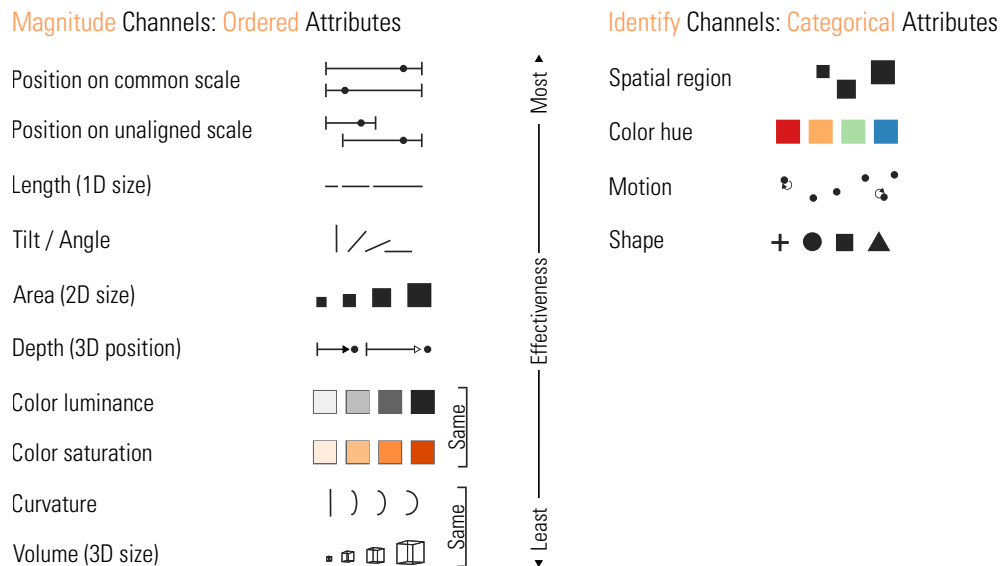 Magnitude Channels: Ordered Attributes
Position on common scale
Position on unaligned scale
Length (1D size)
Tilt / Angle
Area (2D size)
Depth (3D position)
Color luminance
Color saturation
Same
Curvature
Volume (3D size)
Same
Most
Effectiveness
Least
Identify Channels: Categorical Attributes
Spatial region
Color hue
Motion
Shape